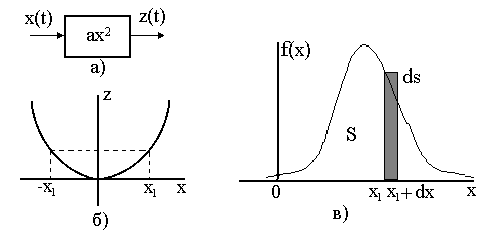 x(t) ax² z(t)
а)
z
-x₁ x₁ x
б)
f(x)
ds
S
0 x₁ x₁+dx x
в)